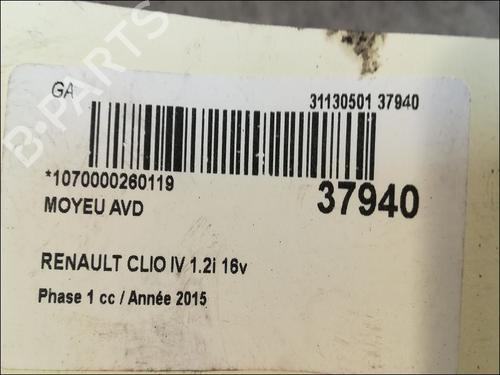 GA
31130501 37940
*1070000260119
37940
MOYEU AVD
RENAULT CLIO IV 1.2i 16v
Phase 1 cc / Année 2015
B-PARTS